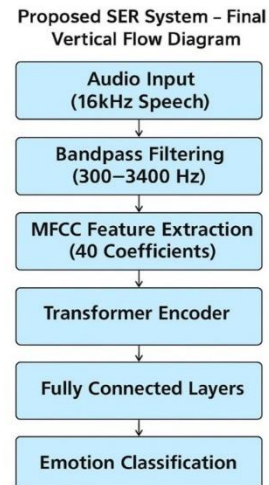 Proposed SER System – Final
Vertical Flow Diagram
Audio Input
(16kHz Speech)
Bandpass Filtering
(300–3400 Hz)
MFCC Feature Extraction
(40 Coefficients)
Transformer Encoder
Fully Connected Layers
Emotion Classification